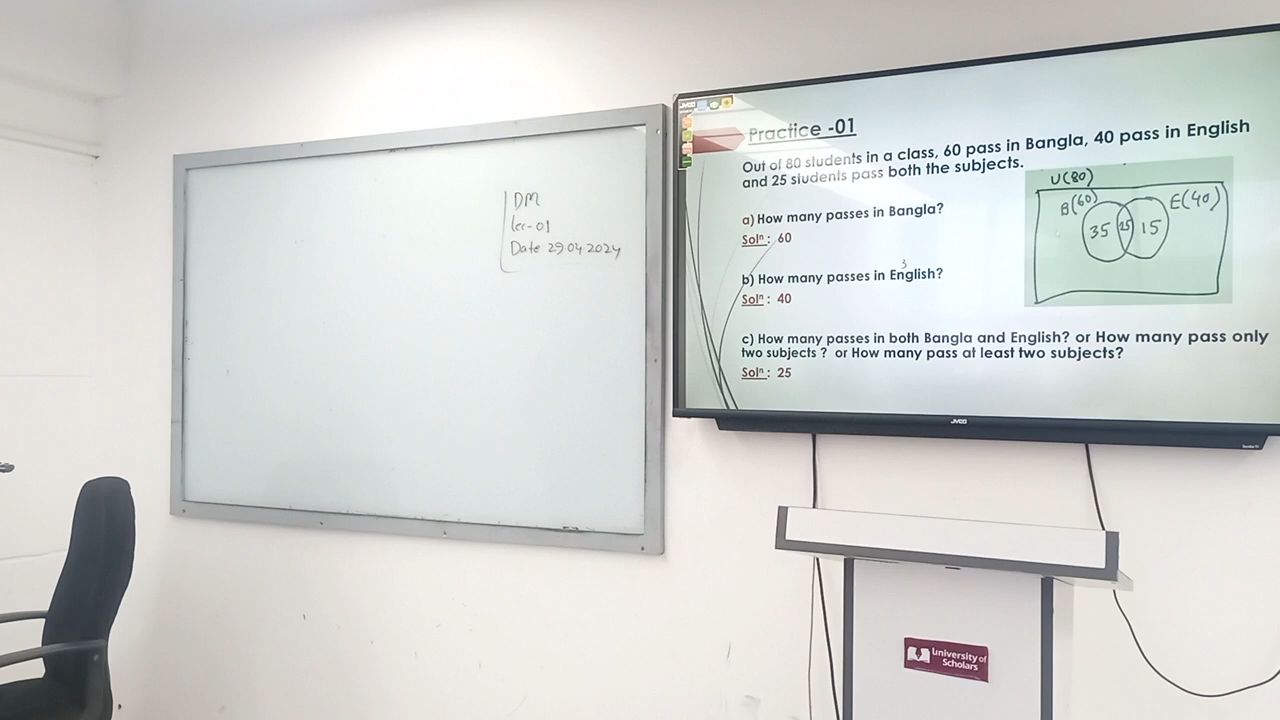 DM
lec-01
Date 29.04.2024
Practice -01
Out of 80 students in a class, 60 pass in Bangla, 40 pass in English
and 25 students pass both the subjects.
U(80)
B(60)
E(40)
35 25 15
a) How many passes in Bangla?
Solⁿ : 60
3
b) How many passes in English?
Solⁿ : 40
c) How many passes in both Bangla and English? or How many pass only
two subjects ? or How many pass at least two subjects?
Solⁿ : 25
JVCO
University of
Scholars